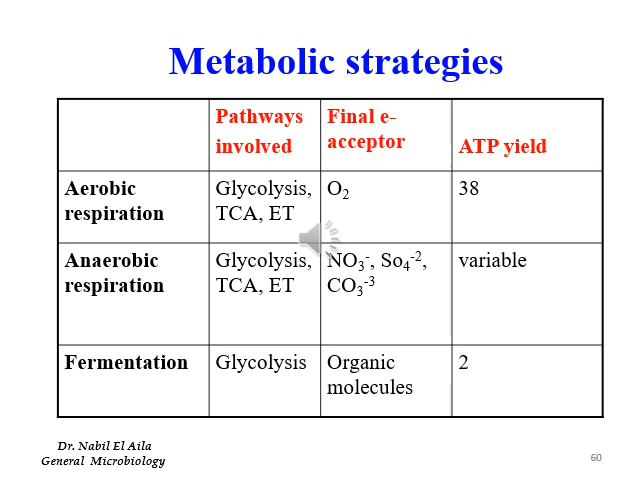 Metabolic strategies
Pathways involved
Final e- acceptor
ATP yield
Aerobic respiration
Glycolysis, TCA, ET
O₂
38
Anaerobic respiration
Glycolysis, TCA, ET
NO₃⁻, So₄⁻², CO₃⁻³
variable
Fermentation
Glycolysis
Organic molecules
2
Dr. Nabil El Aila
General Microbiology
60